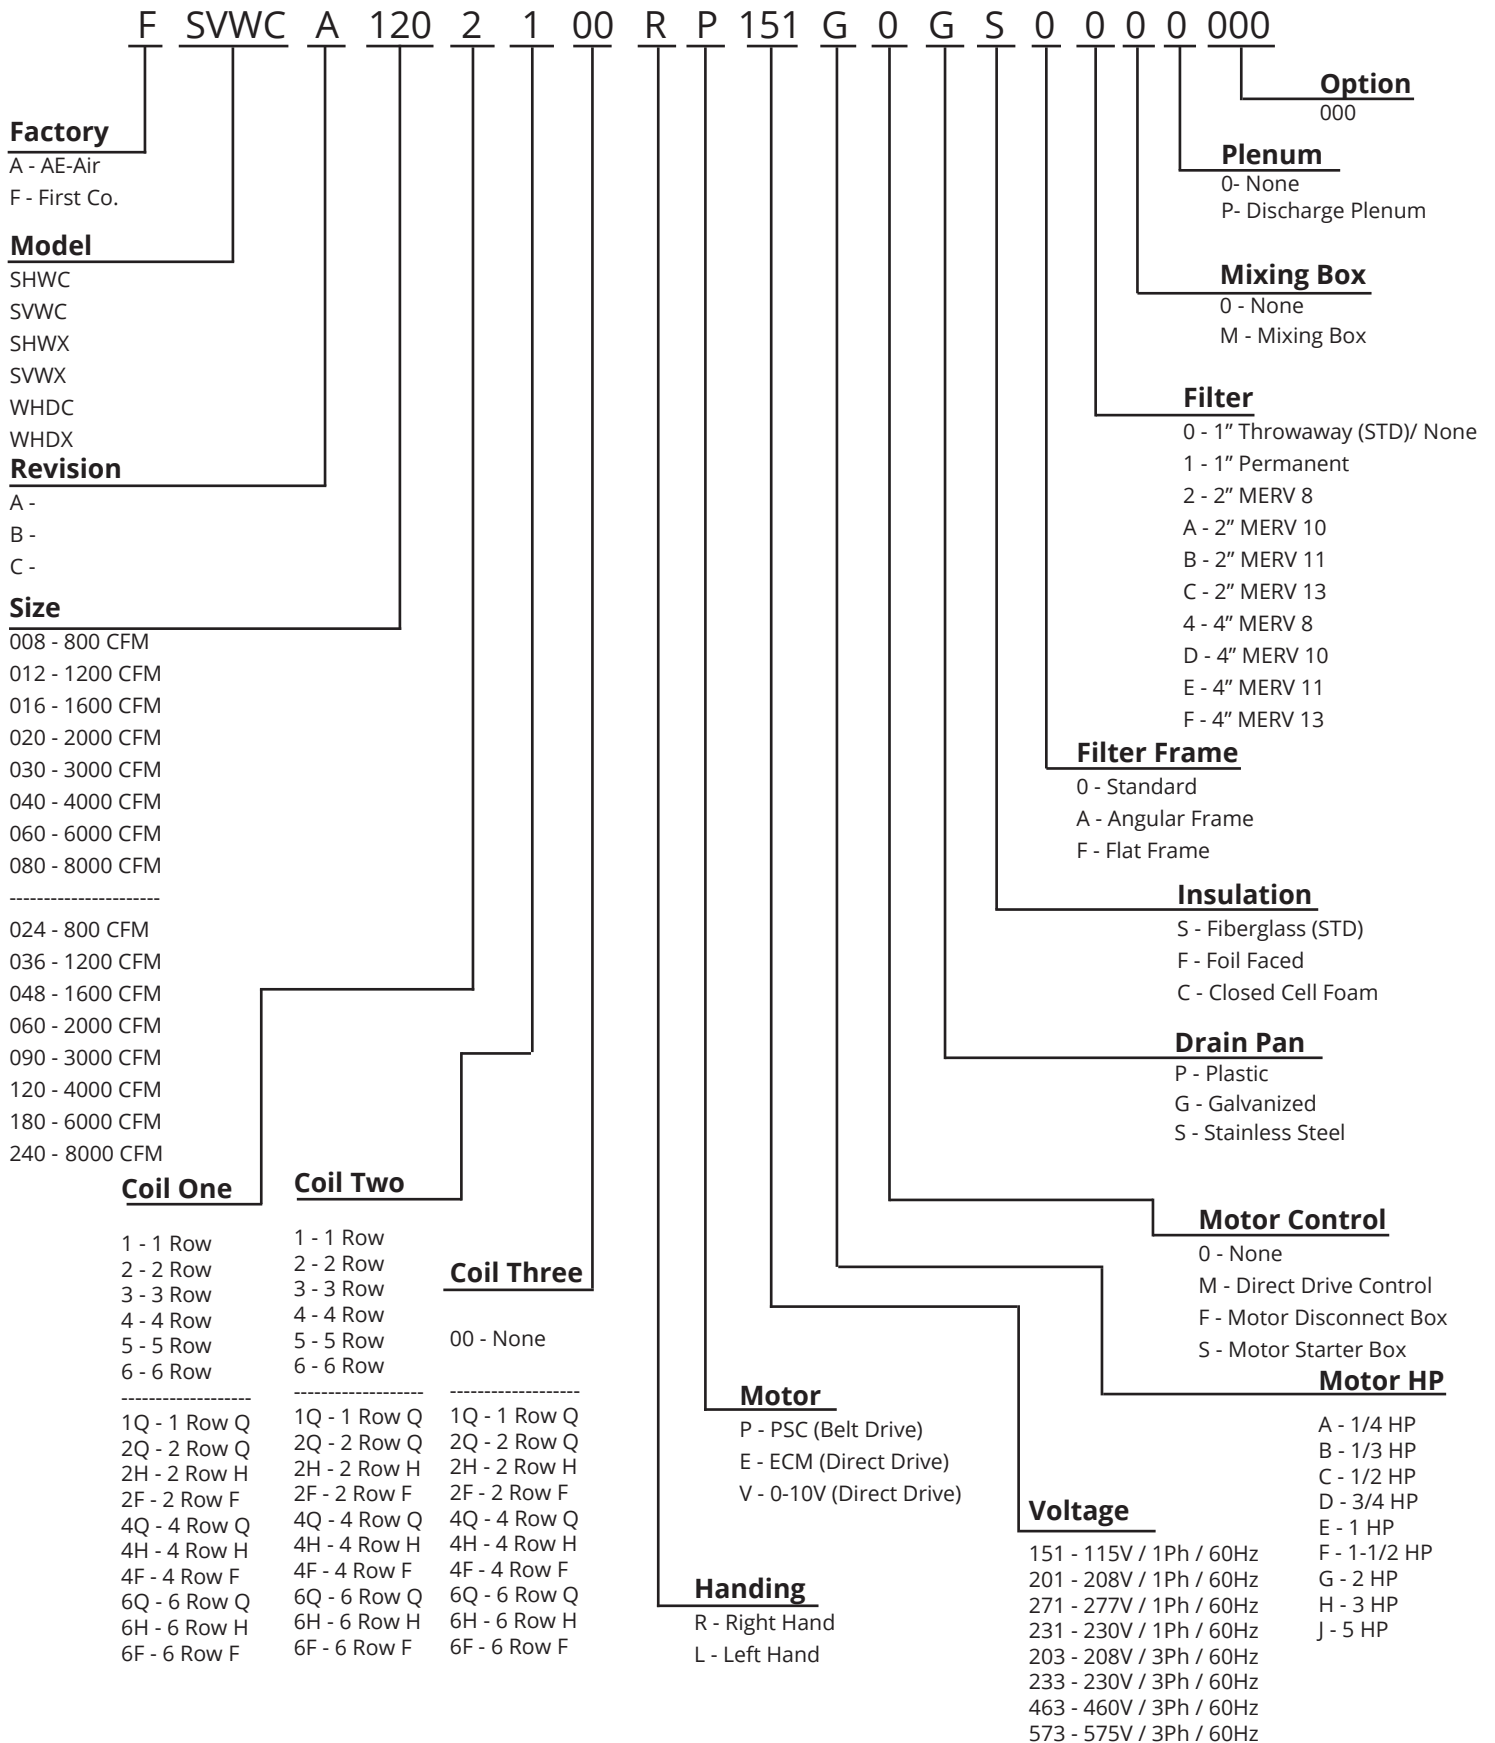 F SVWC A 120 2 1 00 R P 151 G 0 G S 0 0 0 0 000
Factory
A - AE-Air
F - First Co.
Model
SHWC
SVWC
SHWX
SVWX
WHDC
WHDX
Revision
A -
B -
C -
Size
008 - 800 CFM
012 - 1200 CFM
016 - 1600 CFM
020 - 2000 CFM
030 - 3000 CFM
040 - 4000 CFM
060 - 6000 CFM
080 - 8000 CFM
----------------------
024 - 800 CFM
036 - 1200 CFM
048 - 1600 CFM
060 - 2000 CFM
090 - 3000 CFM
120 - 4000 CFM
180 - 6000 CFM
240 - 8000 CFM
Coil One
1 - 1 Row
2 - 2 Row
3 - 3 Row
4 - 4 Row
5 - 5 Row
6 - 6 Row
-------------------
1Q - 1 Row Q
2Q - 2 Row Q
2H - 2 Row H
2F - 2 Row F
4Q - 4 Row Q
4H - 4 Row H
4F - 4 Row F
6Q - 6 Row Q
6H - 6 Row H
6F - 6 Row F
Coil Two
1 - 1 Row
2 - 2 Row
3 - 3 Row
4 - 4 Row
5 - 5 Row
6 - 6 Row
-------------------
1Q - 1 Row Q
2Q - 2 Row Q
2H - 2 Row H
2F - 2 Row F
4Q - 4 Row Q
4H - 4 Row H
4F - 4 Row F
6Q - 6 Row Q
6H - 6 Row H
6F - 6 Row F
Coil Three
00 - None
-------------------
1Q - 1 Row Q
2Q - 2 Row Q
2H - 2 Row H
2F - 2 Row F
4Q - 4 Row Q
4H - 4 Row H
4F - 4 Row F
6Q - 6 Row Q
6H - 6 Row H
6F - 6 Row F
Handing
R - Right Hand
L - Left Hand
Motor
P - PSC (Belt Drive)
E - ECM (Direct Drive)
V - 0-10V (Direct Drive)
Voltage
151 - 115V / 1Ph / 60Hz
201 - 208V / 1Ph / 60Hz
271 - 277V / 1Ph / 60Hz
231 - 230V / 1Ph / 60Hz
203 - 208V / 3Ph / 60Hz
233 - 230V / 3Ph / 60Hz
463 - 460V / 3Ph / 60Hz
573 - 575V / 3Ph / 60Hz
Motor HP
A - 1/4 HP
B - 1/3 HP
C - 1/2 HP
D - 3/4 HP
E - 1 HP
F - 1-1/2 HP
G - 2 HP
H - 3 HP
J - 5 HP
Motor Control
0 - None
M - Direct Drive Control
F - Motor Disconnect Box
S - Motor Starter Box
Drain Pan
P - Plastic
G - Galvanized
S - Stainless Steel
Insulation
S - Fiberglass (STD)
F - Foil Faced
C - Closed Cell Foam
Filter Frame
0 - Standard
A - Angular Frame
F - Flat Frame
Filter
0 - 1” Throwaway (STD)/ None
1 - 1” Permanent
2 - 2” MERV 8
A - 2” MERV 10
B - 2” MERV 11
C - 2” MERV 13
4 - 4” MERV 8
D - 4” MERV 10
E - 4” MERV 11
F - 4” MERV 13
Mixing Box
0 - None
M - Mixing Box
Plenum
0- None
P- Discharge Plenum
Option
000